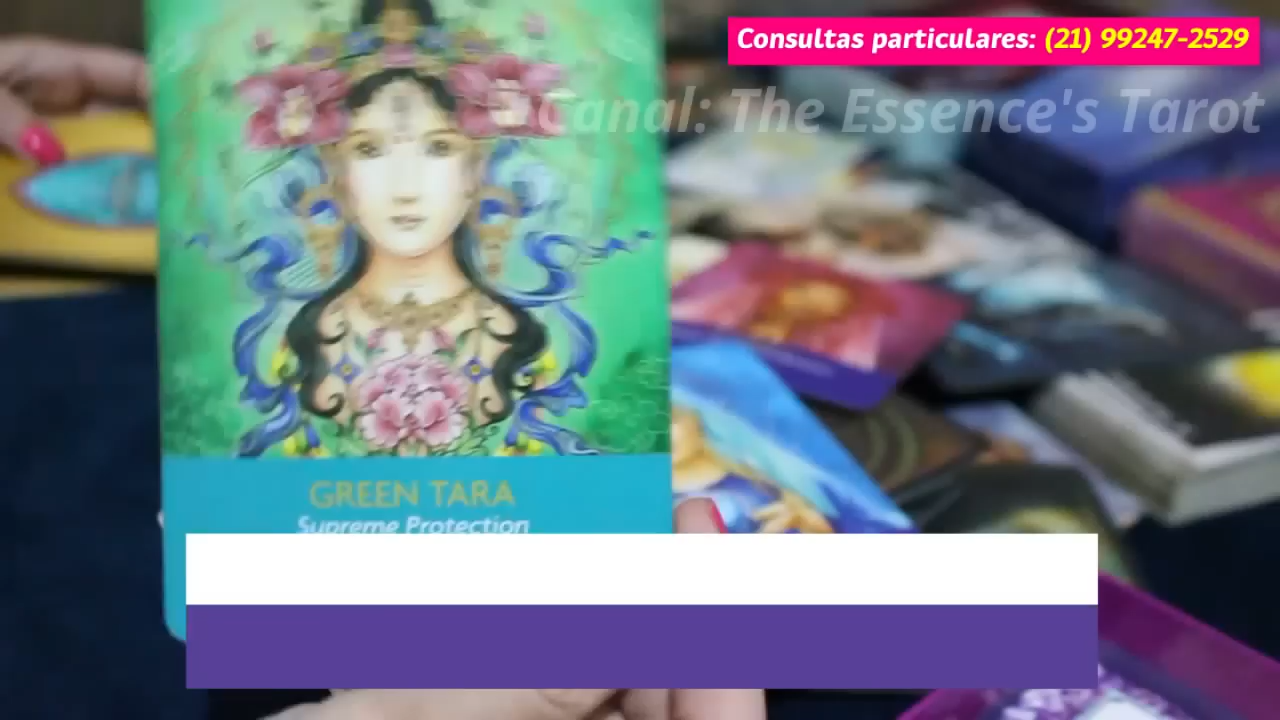 Consultas particulares: (21) 99247-2529
Canal: The Essence's Tarot
GREEN TARA
Supreme Protection